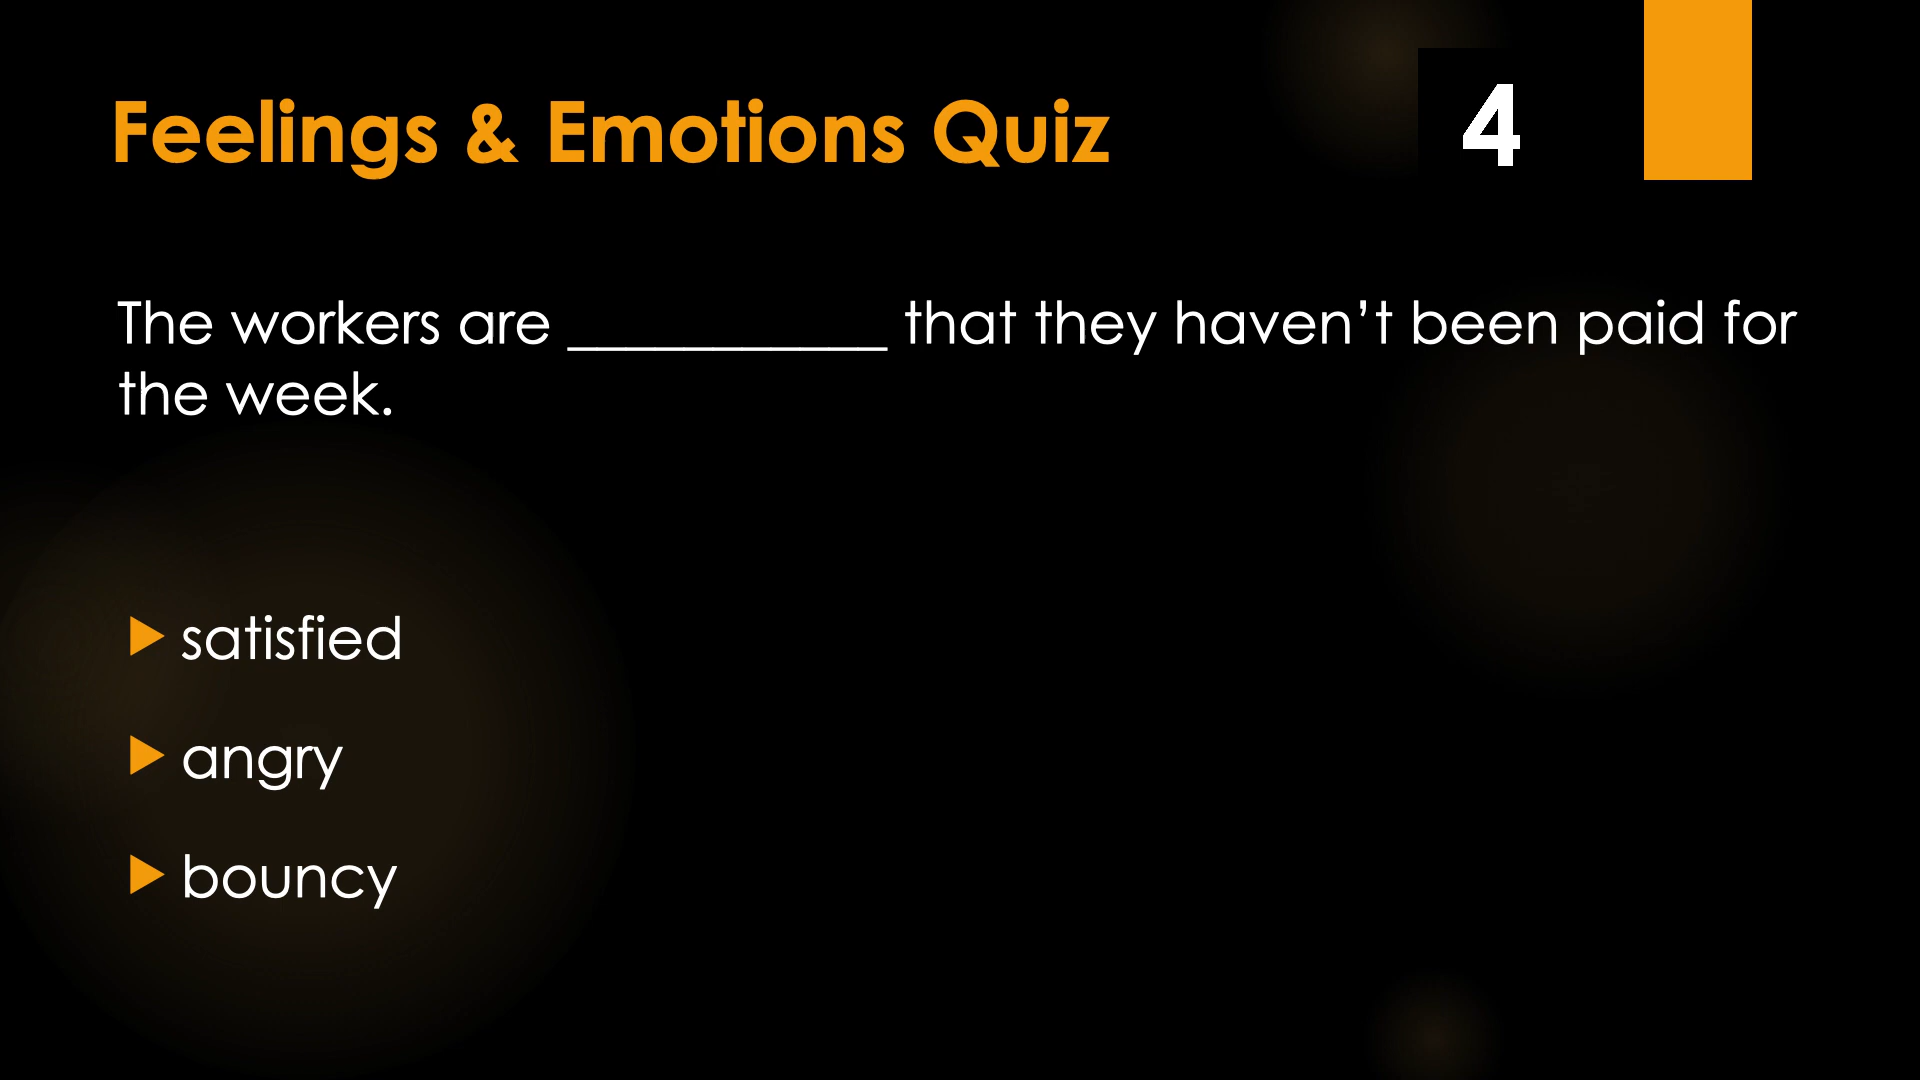 Feelings & Emotions Quiz
4
The workers are ___________ that they haven’t been paid for
the week.
satisfied
angry
bouncy